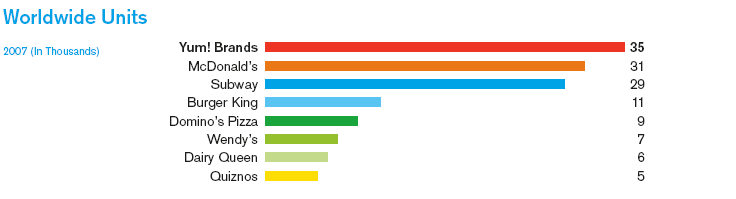 Worldwide Units
2007 (In Thousands)
Yum! Brands 35
McDonald's 31
Subway 29
Burger King 11
Domino's Pizza 9
Wendy's 7
Dairy Queen 6
Quiznos 5